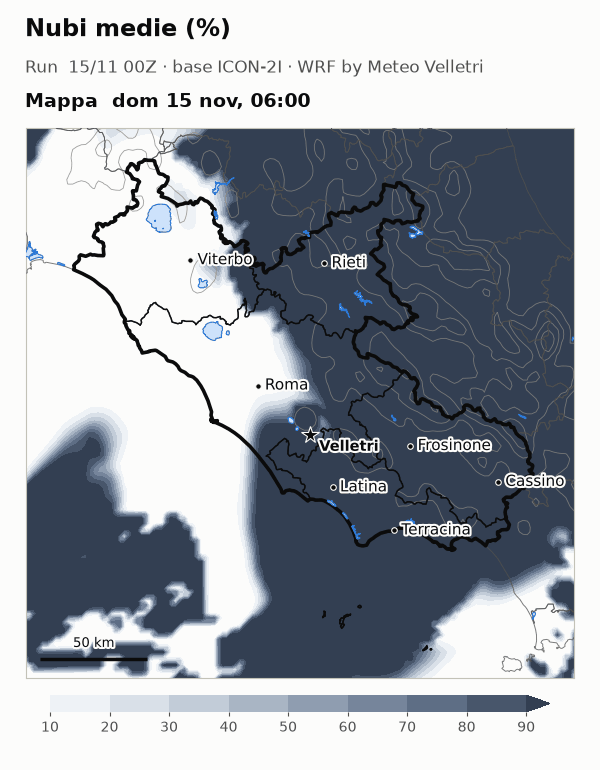 Nubi medie (%)
Run  15/11 00Z · base ICON-2I · WRF by Meteo Velletri
Mappa  dom 15 nov, 06:00
Viterbo
Rieti
Roma
Velletri
Frosinone
Latina
Cassino
Terracina
50 km
10 20 30 40 50 60 70 80 90